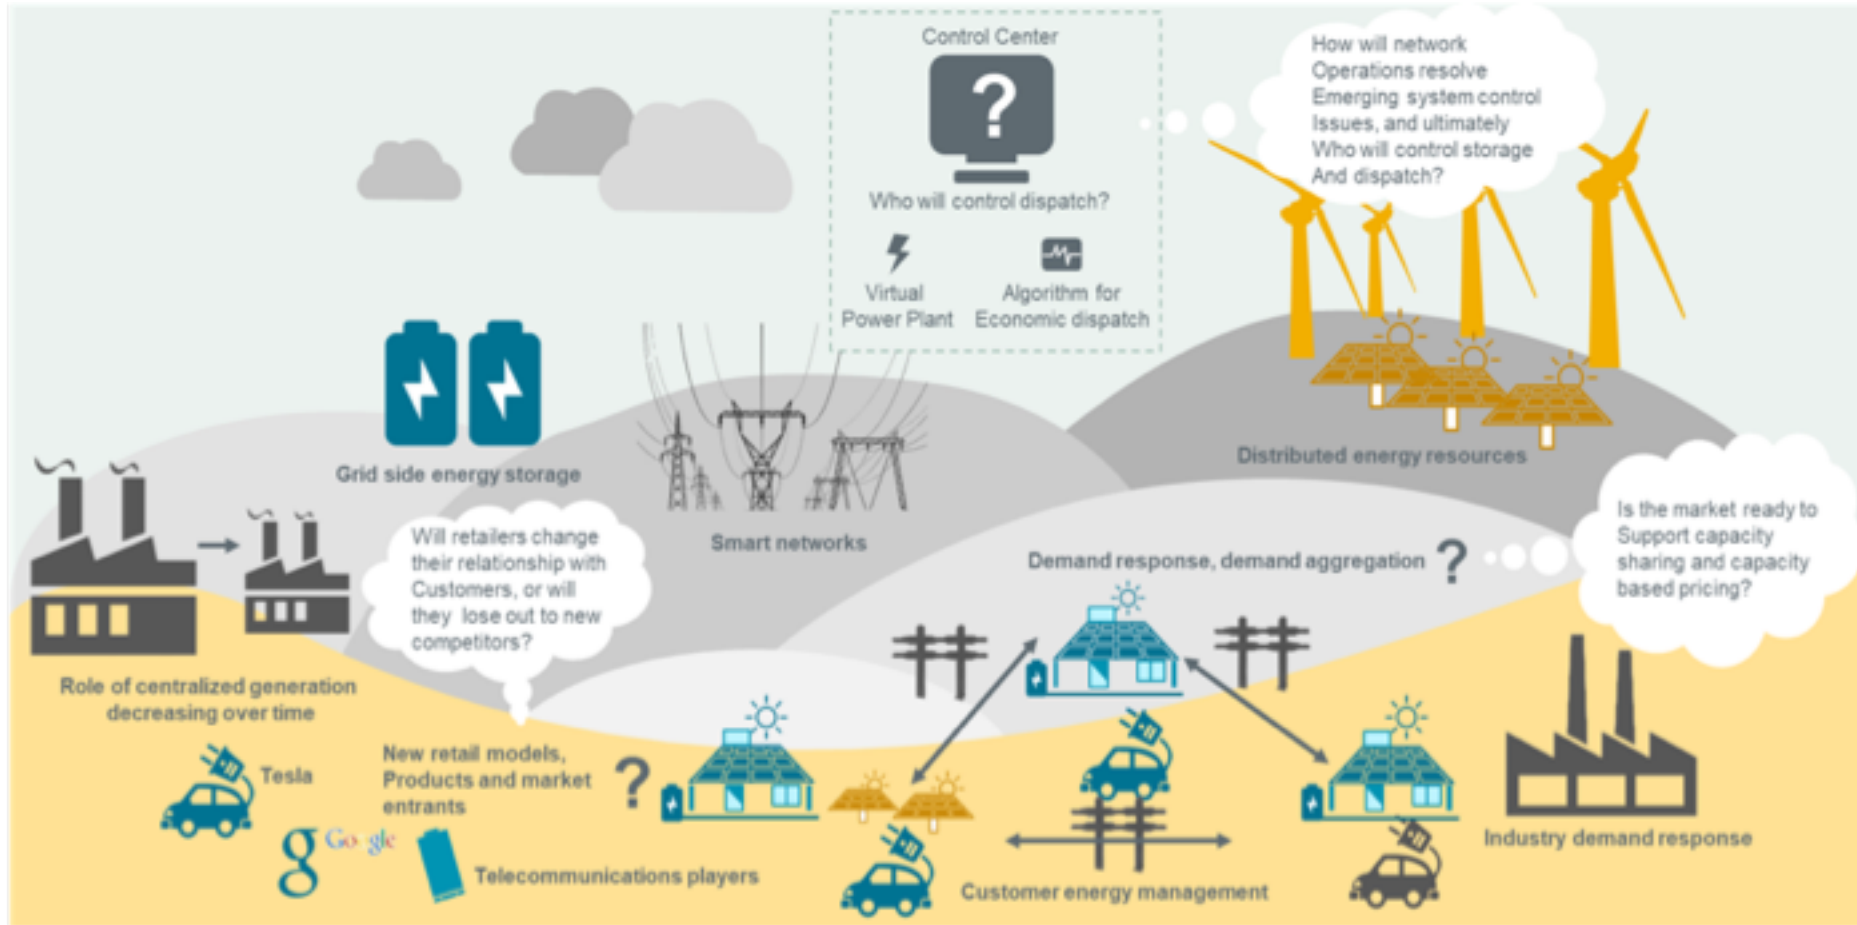 Control Center
?
Who will control dispatch?
Virtual
Power Plant
Algorithm for
Economic dispatch
How will network
Operations resolve
Emerging system control
Issues, and ultimately
Who will control storage
And dispatch?
Grid side energy storage
Smart networks
Distributed energy resources
Will retailers change
their relationship with
Customers, or will
they lose out to new
competitors?
Demand response, demand aggregation ?
Is the market ready to
Support capacity
sharing and capacity
based pricing?
Role of centralized generation
decreasing over time
Tesla
New retail models,
Products and market
entrants
?
g Google
Telecommunications players
Customer energy management
Industry demand response